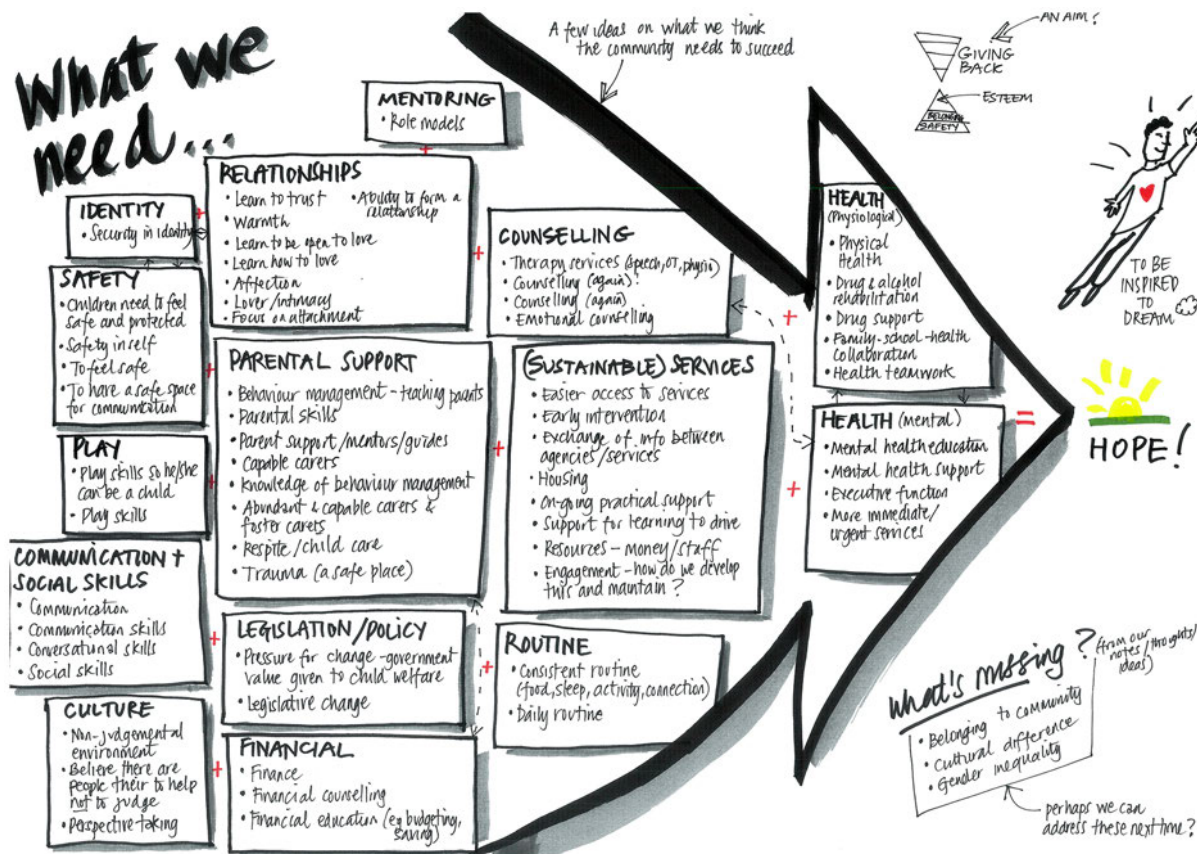 What we
need...
A few ideas on what we think
the community needs to succeed
AN AIM?
GIVING
BACK
ESTEEM
BELONGING
SAFETY
MENTORING
• Role models
RELATIONSHIPS
• Learn to trust
• Ability to form a
relationship
• Warmth
• Learn to be open to love
• Learn how to love
• Affection
• Lover/intimacy
• Focus on attachment
IDENTITY
• Security in identity
SAFETY
• Children need to feel
safe and protected
• Safety in self
• To feel safe
• To have a safe space
for communication
PLAY
• Play skills so he/she
can be a child
• Play skills
COMMUNICATION +
SOCIAL SKILLS
• Communication
• Communication skills
• Conversational skills
• Social skills
CULTURE
• Non-judgemental
environment
• Believe there are
people their to help
not to judge
• Perspective taking
PARENTAL SUPPORT
• Behaviour management - teaching parents
• Parental skills
• Parent support/mentors/guides
• Capable carers
• Knowledge of behaviour management
• Abundant & capable carers &
foster carers
• Respite/child care
• Trauma (a safe place)
LEGISLATION/POLICY
• Pressure for change - government
value given to child welfare
• Legislative change
FINANCIAL
• Finance
• Financial counselling
• Financial education (eg budgeting,
saving)
COUNSELLING
• Therapy services (speech, OT, physio)
• Counselling (again)!
• Counselling (again)
• Emotional counselling
(SUSTAINABLE) SERVICES
• Easier access to services
• Early intervention
• Exchange of info between
agencies/services
• Housing
• On-going practical support
• Support for learning to drive
• Resources - money/staff
• Engagement - how do we develop
this and maintain?
ROUTINE
• Consistent routine
(food, sleep, activity, connection)
• Daily routine
HEALTH
(Physiological)
• Physical
Health
• Drug & alcohol
rehabilitation
• Drug support
• Family-school-health
collaboration
• Health teamwork
HEALTH (mental)
• Mental health education
• Mental health support
• Executive function
• More immediate/
urgent services
=
TO BE
INSPIRED
TO
DREAM
HOPE!
What's missing?
(from our
notes/thoughts/
ideas)
• Belonging to community
• Cultural difference
• Gender inequality
perhaps we can
address these next time?